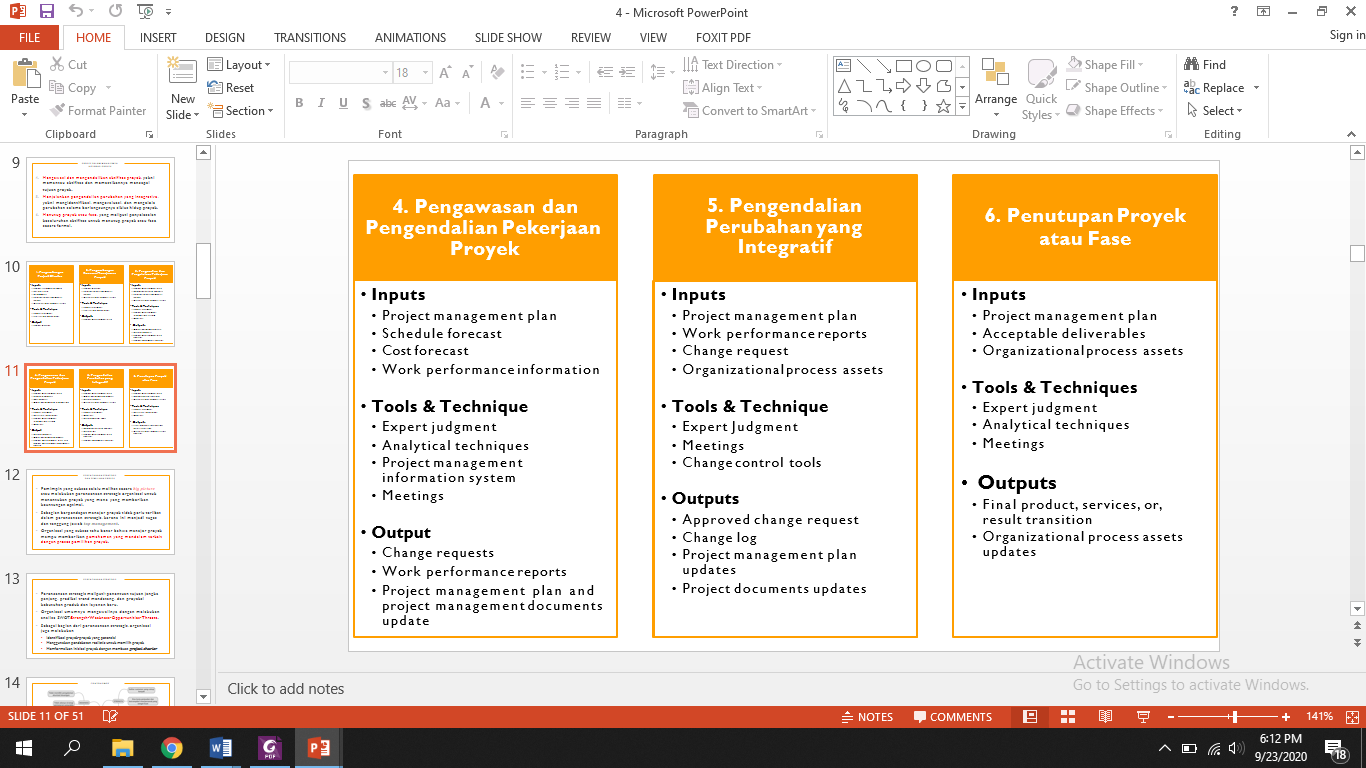 4 - Microsoft PowerPoint
Sign in
FILE
HOME
INSERT
DESIGN
TRANSITIONS
ANIMATIONS
SLIDE SHOW
REVIEW
VIEW
FOXIT PDF
Paste
Cut
Copy
Format Painter
Clipboard
New Slide
Layout
Reset
Section
Slides
18
Font
Text Direction
Align Text
Convert to SmartArt
Paragraph
Arrange
Quick Styles
Shape Fill
Shape Outline
Shape Effects
Drawing
Find
Replace
Select
Editing
9
10
11
12
13
14
4. Pengawasan dan
Pengendalian Pekerjaan
Proyek
• Inputs
• Project management plan
• Schedule forecast
• Cost forecast
• Work performance information
• Tools & Technique
• Expert judgment
• Analytical techniques
• Project management
information system
• Meetings
• Output
• Change requests
• Work performance reports
• Project management plan and
project management documents
update
5. Pengendalian
Perubahan yang
Integratif
• Inputs
• Project management plan
• Work performance reports
• Change request
• Organizational process assets
• Tools & Technique
• Expert Judgment
• Meetings
• Change control tools
• Outputs
• Approved change request
• Change log
• Project management plan
updates
• Project documents updates
6. Penutupan Proyek
atau Fase
• Inputs
• Project management plan
• Acceptable deliverables
• Organizational process assets
• Tools & Techniques
• Expert judgment
• Analytical techniques
• Meetings
• Outputs
• Final product, services, or,
result transition
• Organizational process assets
updates
Activate Windows
Go to Settings to activate Windows.
Click to add notes
SLIDE 11 OF 51
NOTES
COMMENTS
141%
6:12 PM
9/23/2020
18